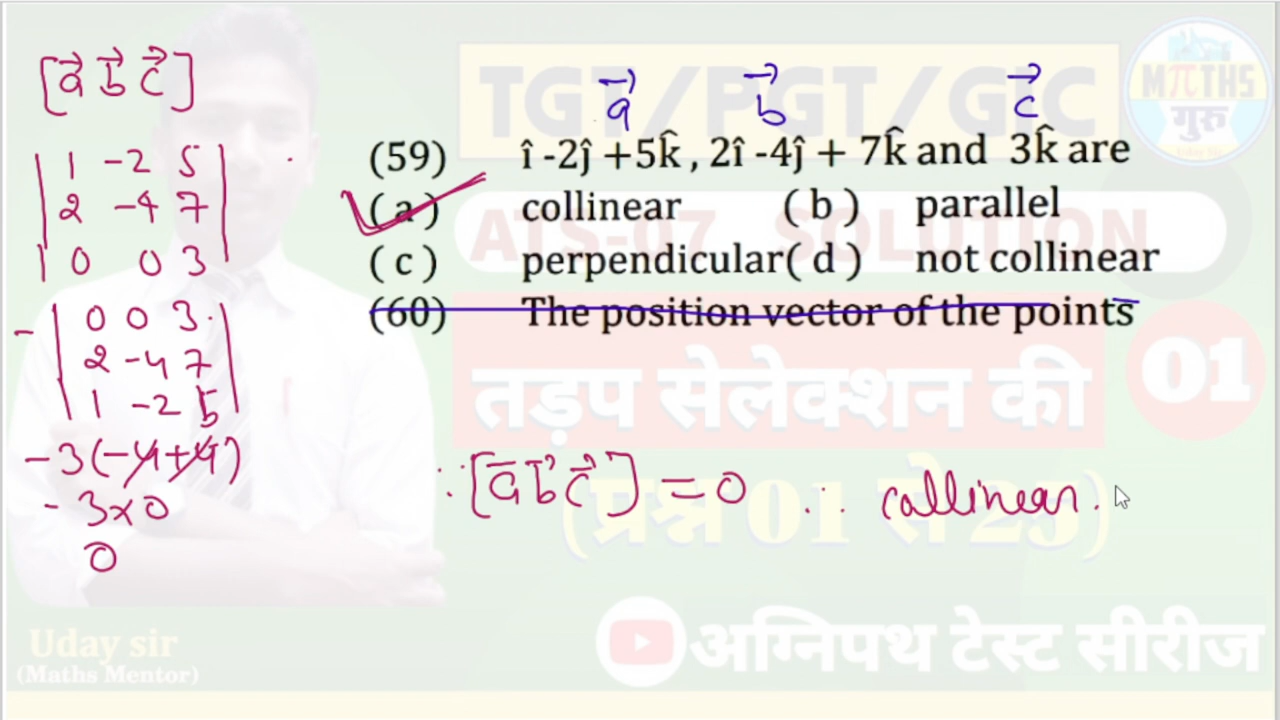 [a⃗ b⃗ c⃗]
| 1 -2 5 |
| 2 -4 7 |
| 0 0 3 |
- | 0 0 3 |
| 2 -4 7 |
| 1 -2 5 |
-3(-4+4)
-3×0
0
TGT/PGT/GIC
MπTHS
गुरु
Uday Sir
a⃗ b⃗ c⃗
(59) î -2ĵ +5k̂ , 2î -4ĵ + 7k̂ and 3k̂ are
(a) collinear (b) parallel
ATS-07 SOLUTION
(c) perpendicular (d) not collinear
(60) The position vector of the points
तड़प सेलेक्शन की
01
∵ [a⃗ b⃗ c⃗] = 0 ∴ collinear.
(प्रश्न 01 से 25)
Uday sir
(Maths Mentor)
अग्निपथ टेस्ट सीरीज